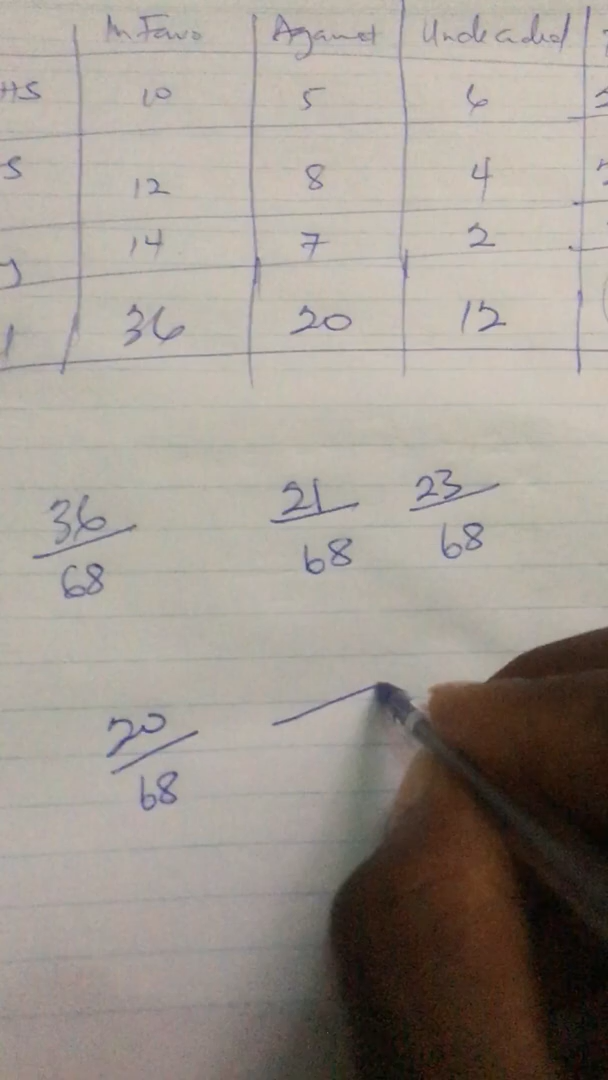 In Favo Against Undecided
HS 10 5 6
S 12 8 4
y 14 7 2
l 36 20 12
36/68 21/68 23/68
20/68